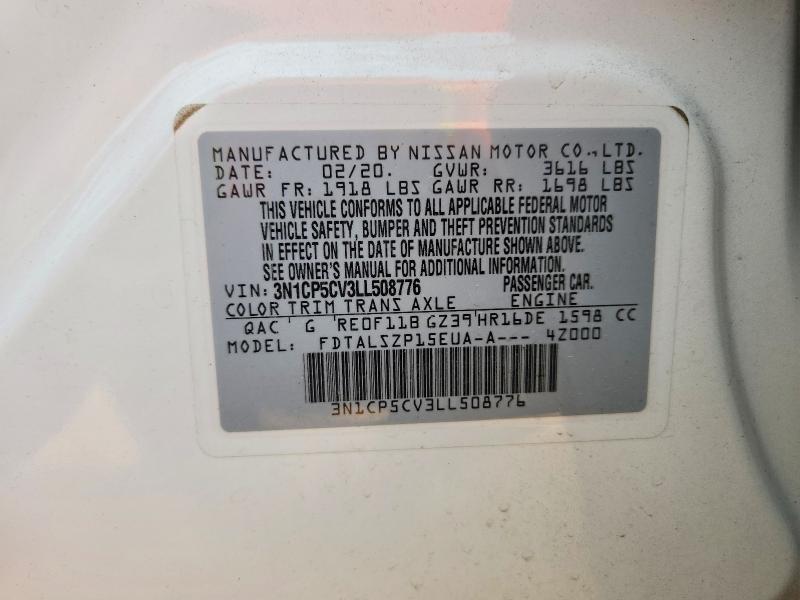 MANUFACTURED BY NISSAN MOTOR CO.,LTD.
DATE: 02/20. GVWR: 3616 LBS
GAWR FR: 1918 LBS GAWR RR: 1698 LBS
THIS VEHICLE CONFORMS TO ALL APPLICABLE FEDERAL MOTOR
VEHICLE SAFETY, BUMPER AND THEFT PREVENTION STANDARDS
IN EFFECT ON THE DATE OF MANUFACTURE SHOWN ABOVE.
SEE OWNER'S MANUAL FOR ADDITIONAL INFORMATION.
VIN: 3N1CP5CV3LL508776 PASSENGER CAR.
COLOR TRIM TRANS AXLE ENGINE
QAC G RE0F11B GZ39 HR16DE 1598 CC
MODEL: FDTALSZP15EUA-A--- 4Z000
3N1CP5CV3LL508776